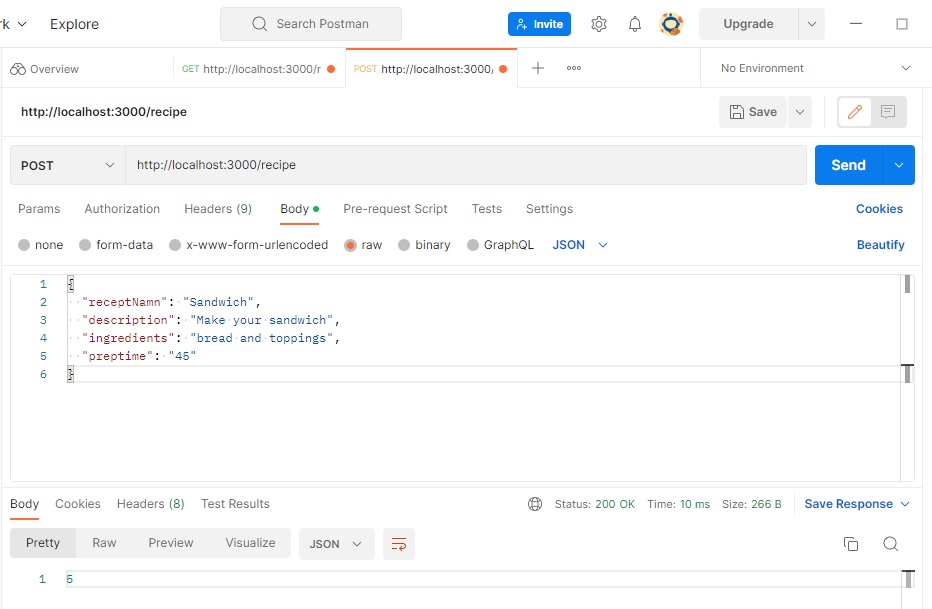 rk Explore Search Postman Invite Upgrade
Overview GET http://localhost:3000/r POST http://localhost:3000, No Environment
http://localhost:3000/recipe Save
POST http://localhost:3000/recipe Send
Params Authorization Headers (9) Body Pre-request Script Tests Settings Cookies
none form-data x-www-form-urlencoded raw binary GraphQL JSON Beautify
1 {
2 "receptNamn": "Sandwich",
3 "description": "Make your sandwich",
4 "ingredients": "bread and toppings",
5 "preptime": "45"
6 }
Body Cookies Headers (8) Test Results Status: 200 OK Time: 10 ms Size: 266 B Save Response
Pretty Raw Preview Visualize JSON
1 5